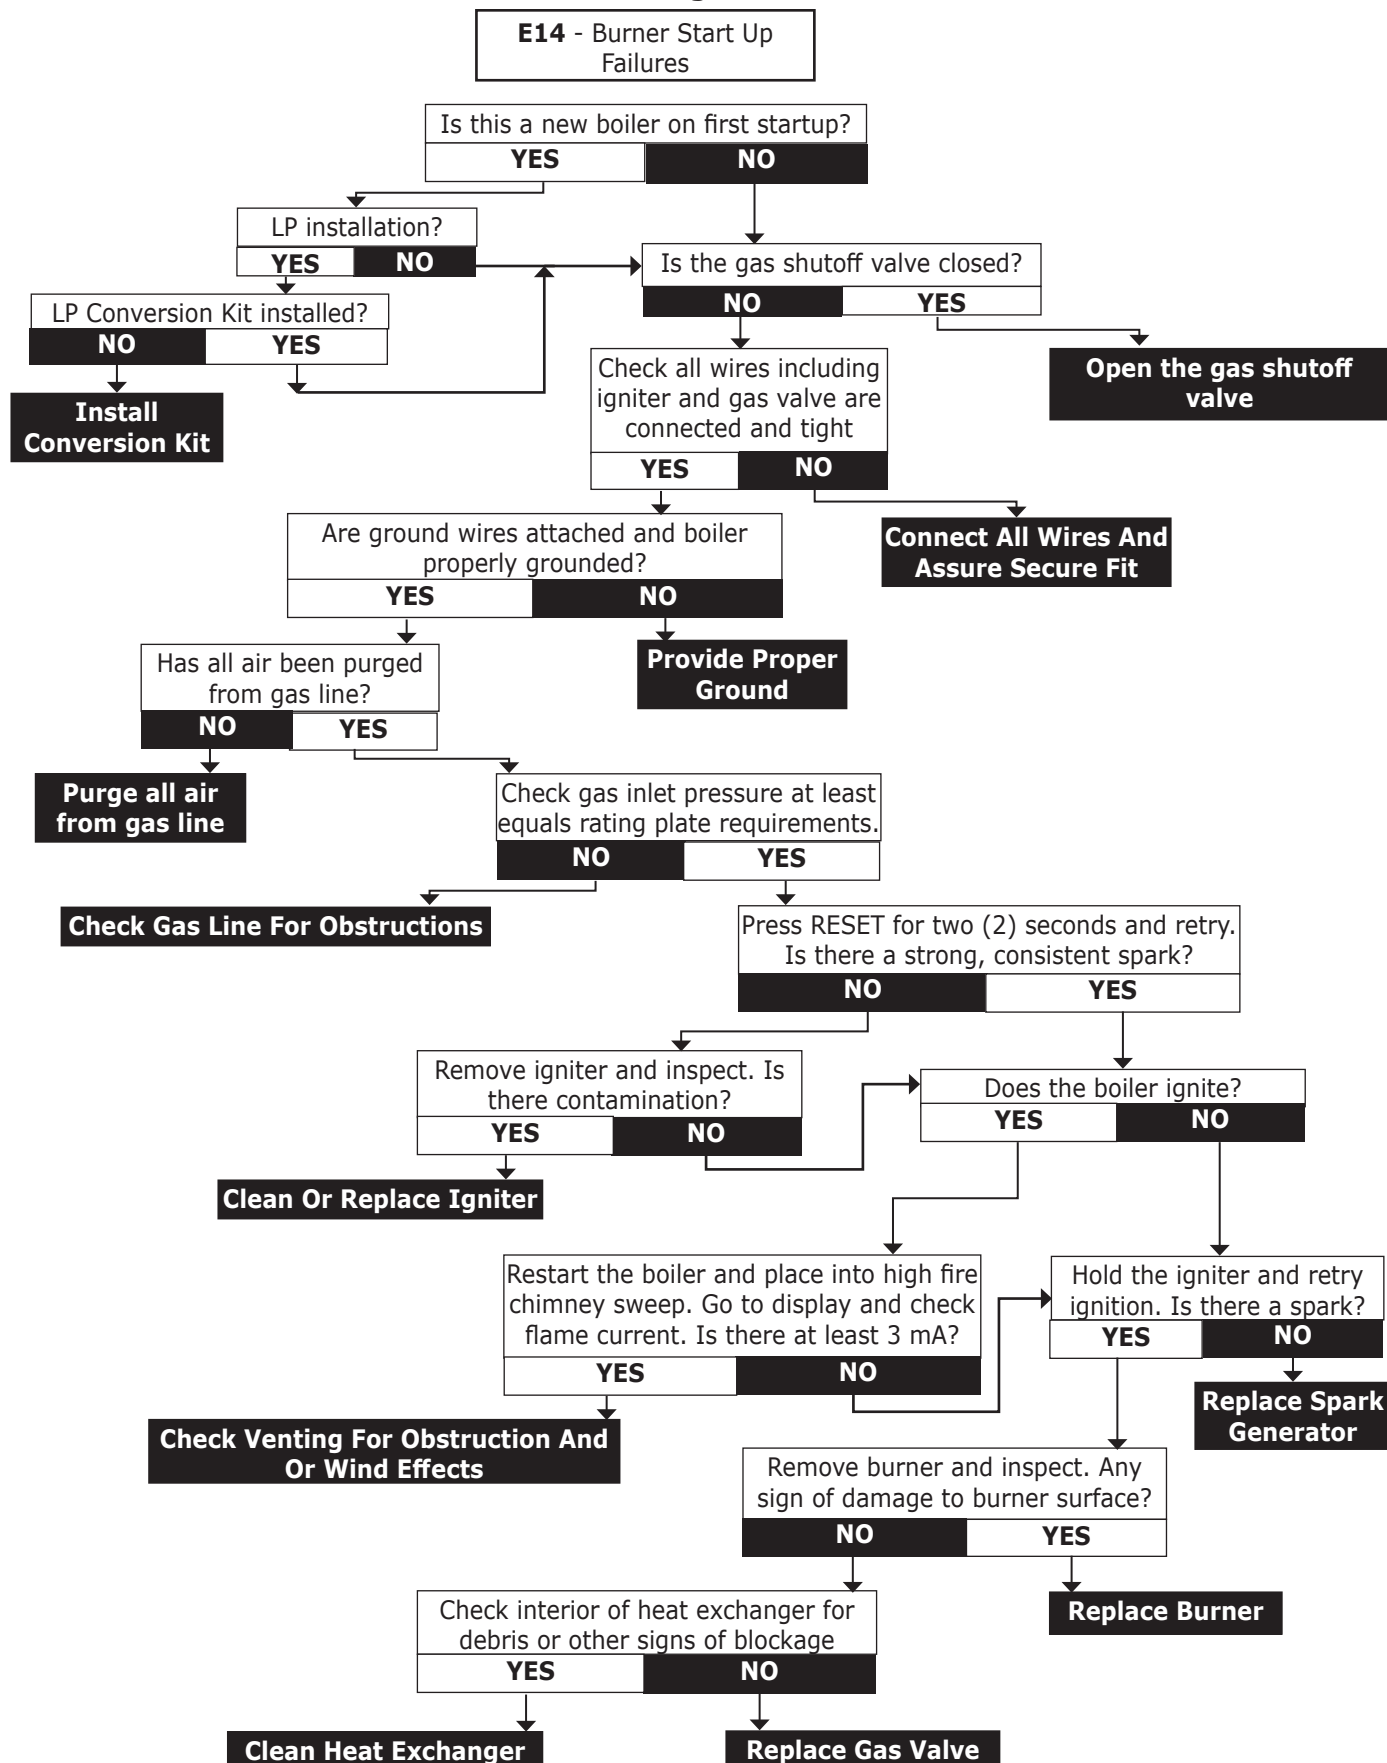 E14 - Burner Start Up
Failures
Is this a new boiler on first startup?
YES
NO
LP installation?
YES
NO
Is the gas shutoff valve closed?
NO
YES
LP Conversion Kit installed?
NO
YES
Install
Conversion Kit
Open the gas shutoff
valve
Check all wires including
igniter and gas valve are
connected and tight
YES
NO
Connect All Wires And
Assure Secure Fit
Are ground wires attached and boiler
properly grounded?
YES
NO
Provide Proper
Ground
Has all air been purged
from gas line?
NO
YES
Purge all air
from gas line
Check gas inlet pressure at least
equals rating plate requirements.
NO
YES
Check Gas Line For Obstructions
Press RESET for two (2) seconds and retry.
Is there a strong, consistent spark?
NO
YES
Remove igniter and inspect. Is
there contamination?
YES
NO
Clean Or Replace Igniter
Does the boiler ignite?
YES
NO
Restart the boiler and place into high fire
chimney sweep. Go to display and check
flame current. Is there at least 3 mA?
YES
NO
Check Venting For Obstruction And
Or Wind Effects
Hold the igniter and retry
ignition. Is there a spark?
YES
NO
Replace Spark
Generator
Remove burner and inspect. Any
sign of damage to burner surface?
NO
YES
Replace Burner
Check interior of heat exchanger for
debris or other signs of blockage
YES
NO
Clean Heat Exchanger
Replace Gas Valve